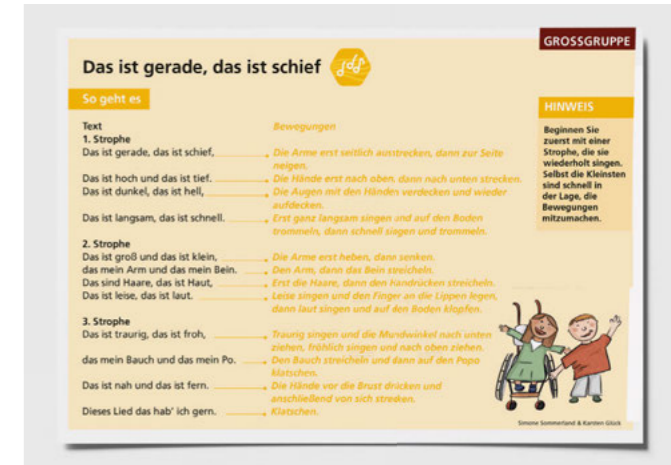 GROSSGRUPPE
Das ist gerade, das ist schief
So geht es
HINWEIS
Beginnen Sie
zuerst mit einer
Strophe, die sie
wiederholt singen.
Selbst die Kleinsten
sind schnell in
der Lage, die
Bewegungen
mitzumachen.
Text Bewegungen
1. Strophe
Das ist gerade, das ist schief, Die Arme erst seitlich ausstrecken, dann zur Seite
neigen.
Das ist hoch und das ist tief. Die Hände erst nach oben, dann nach unten strecken.
Das ist dunkel, das ist hell, Die Augen mit den Händen verdecken und wieder
aufdecken.
Das ist langsam, das ist schnell. Erst ganz langsam singen und auf den Boden
trommeln, dann schnell singen und trommeln.
2. Strophe
Das ist groß und das ist klein, Die Arme erst heben, dann senken.
das mein Arm und das mein Bein. Den Arm, dann das Bein streicheln.
Das sind Haare, das ist Haut, Erst die Haare, dann den Handrücken streicheln.
Das ist leise, das ist laut. Leise singen und den Finger an die Lippen legen,
dann laut singen und auf den Boden klopfen.
3. Strophe
Das ist traurig, das ist froh, Traurig singen und die Mundwinkel nach unten
ziehen, fröhlich singen und nach oben ziehen.
das mein Bauch und das mein Po. Den Bauch streicheln und dann auf den Popo
klatschen.
Das ist nah und das ist fern. Die Hände vor die Brust drücken und
anschließend von sich strecken.
Dieses Lied das hab' ich gern. Klatschen.
Simone Sommerland & Karsten Glück